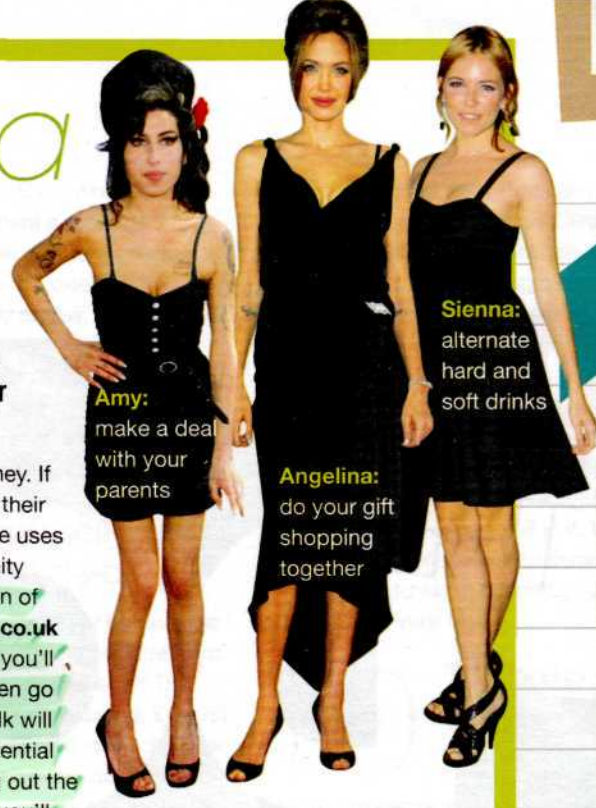 a
r
ney. If
their
e uses
ity
n of
co.uk
you'll
en go
lk will
ential
out the
Amy:
make a deal
with your
parents
Angelina:
do your gift
shopping
together
Sienna:
alternate
hard and
soft drinks